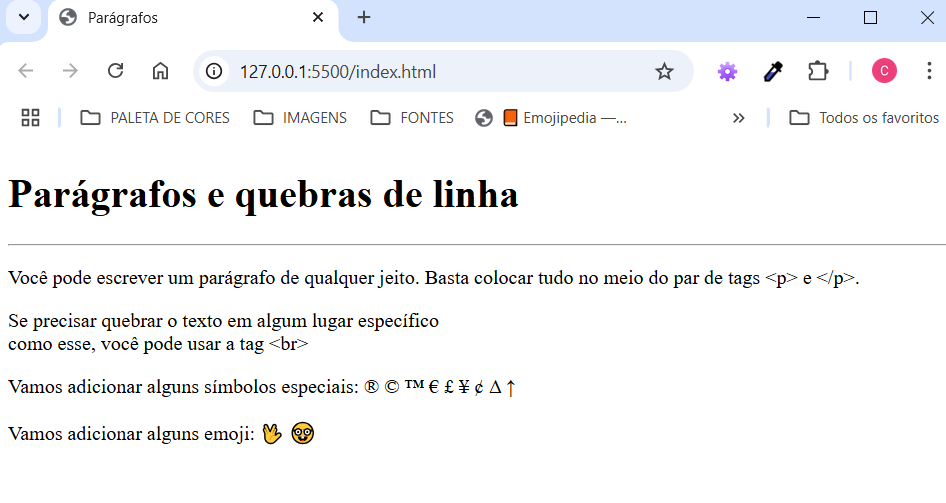 Parágrafos
127.0.0.1:5500/index.html
C
PALETA DE CORES
IMAGENS
FONTES
Emojipedia —...
Todos os favoritos
Parágrafos e quebras de linha
Você pode escrever um parágrafo de qualquer jeito. Basta colocar tudo no meio do par de tags <p> e </p>.
Se precisar quebrar o texto em algum lugar específico
como esse, você pode usar a tag <br>
Vamos adicionar alguns símbolos especiais: ® © ™ € £ ¥ ¢ ∆ ↑
Vamos adicionar alguns emoji: 🖖 🤓